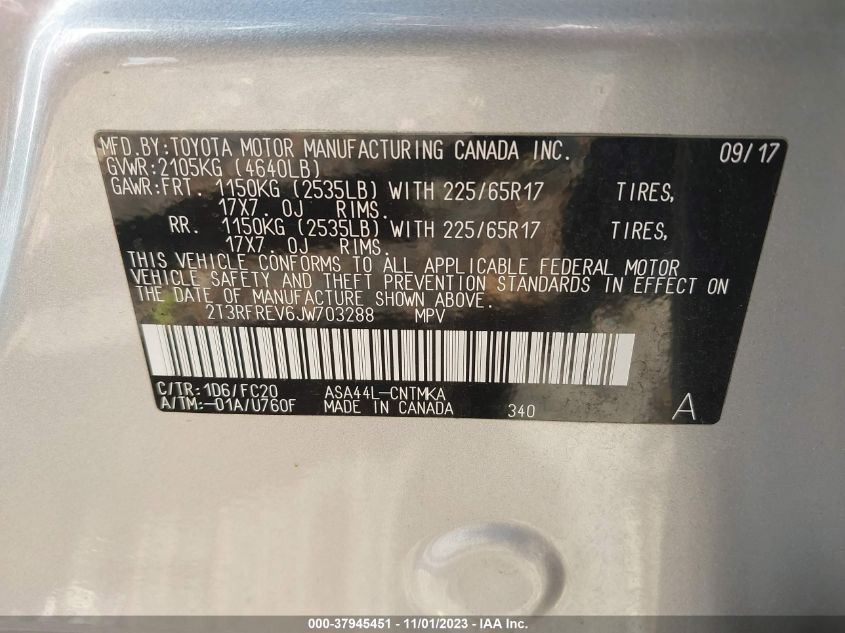 MFD.BY:TOYOTA MOTOR MANUFACTURING CANADA INC. 09/17
GVWR:2105KG (4640LB)
GAWR:FRT. 1150KG (2535LB) WITH 225/65R17 TIRES,
17X7.0J RIMS.
RR. 1150KG (2535LB) WITH 225/65R17 TIRES,
17X7.0J RIMS.
THIS VEHICLE CONFORMS TO ALL APPLICABLE FEDERAL MOTOR
VEHICLE SAFETY AND THEFT PREVENTION STANDARDS IN EFFECT ON
THE DATE OF MANUFACTURE SHOWN ABOVE.
2T3RFREV6JW703288 MPV
C/TR:1D6/FC20 ASA44L-CNTMKA
A/TM:-01A/U760F MADE IN CANADA 340 A
000-37945451 - 11/01/2023 - IAA Inc.